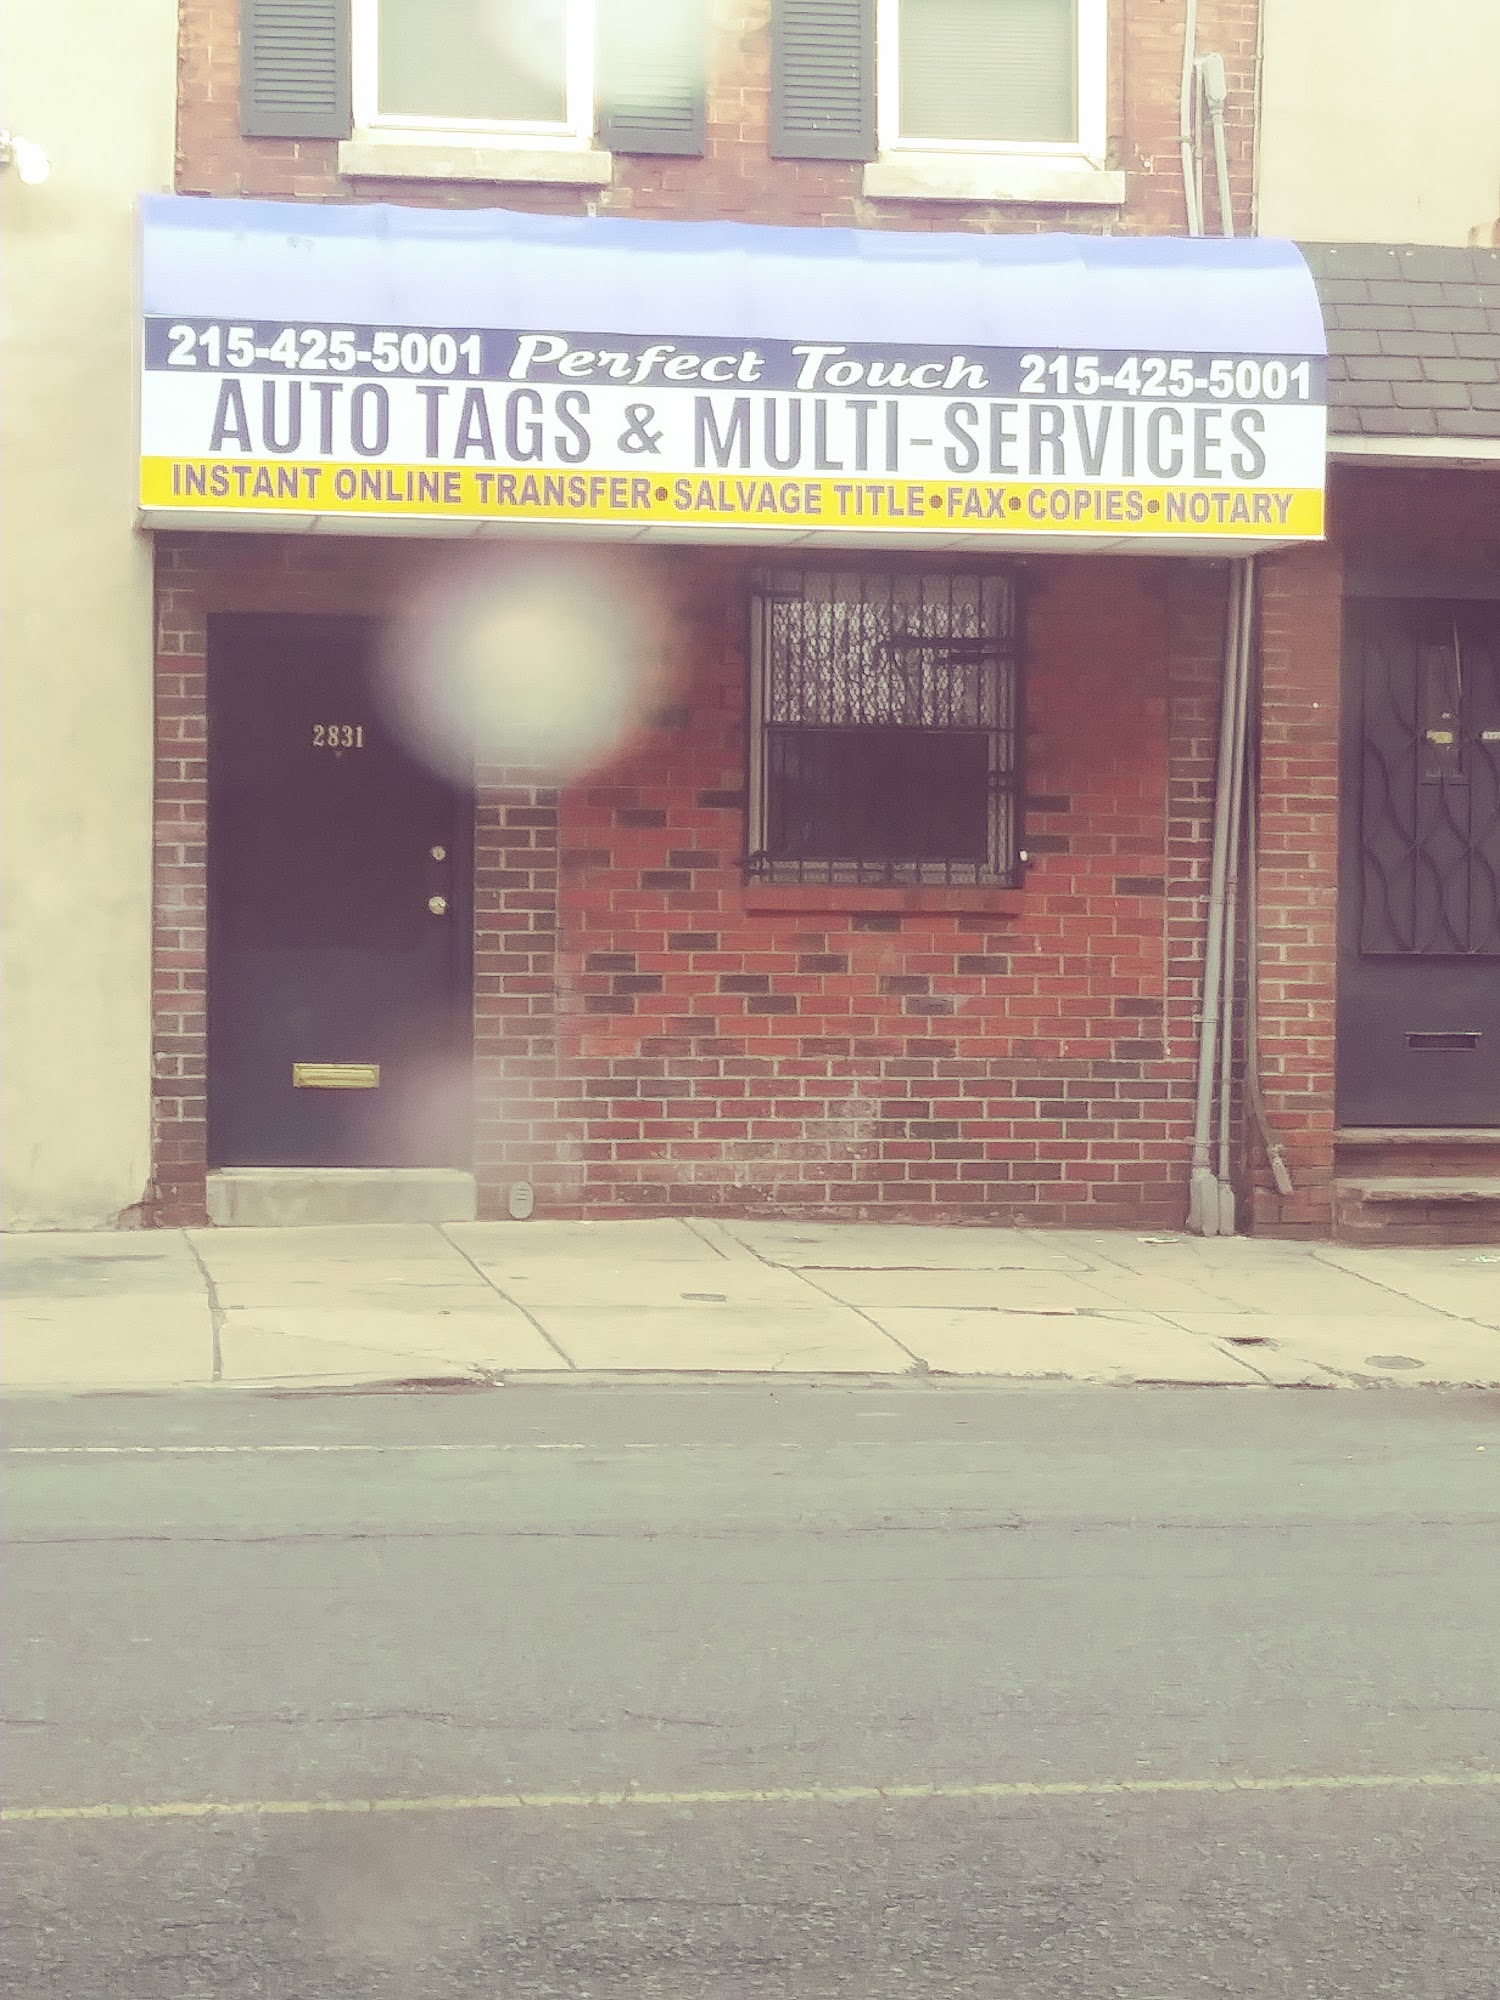 215-425-5001 Perfect Touch 215-425-5001
AUTO TAGS & MULTI-SERVICES
INSTANT ONLINE TRANSFER•SALVAGE TITLE•FAX•COPIES•NOTARY
2831